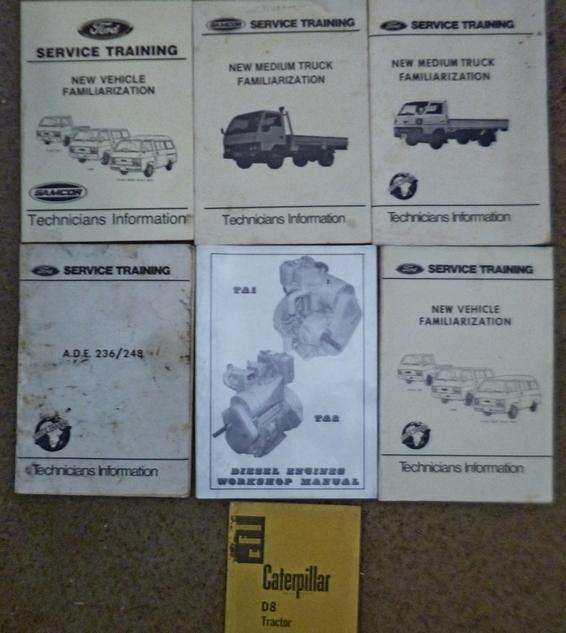 Ford
SERVICE TRAINING
NEW VEHICLE
FAMILIARIZATION
SAMCOR
Technicians Information
SAMCOR SERVICE TRAINING
NEW MEDIUM TRUCK
FAMILIARIZATION
Technicians Information
Ford SERVICE TRAINING
NEW MEDIUM TRUCK
FAMILIARIZATION
Technicians Information
Ford SERVICE TRAINING
A.D.E. 236/248
Technicians Information
TA1
TA2
DIESEL ENGINES
WORKSHOP MANUAL
Ford SERVICE TRAINING
NEW VEHICLE
FAMILIARIZATION
Technicians Information
Caterpillar
D8
Tractor